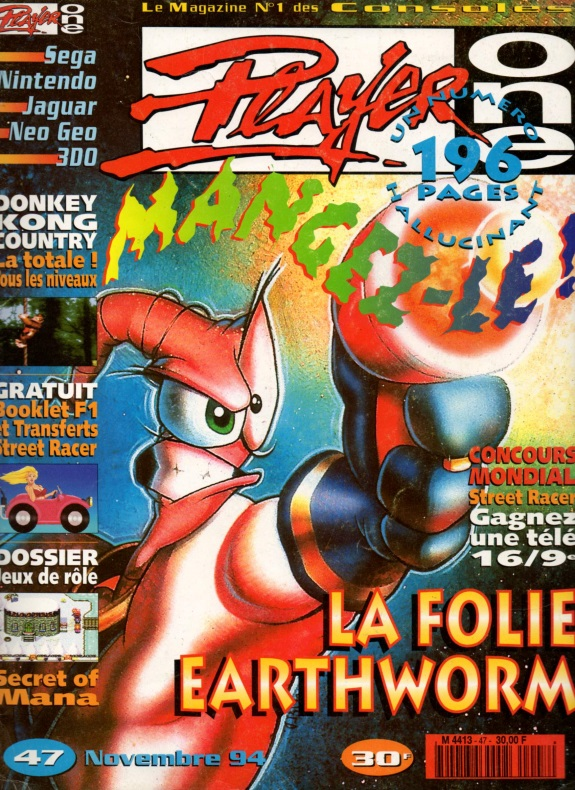 Le Magazine N°1 des Consoles
PLAYER one
PLAYER one
Sega
Nintendo
Jaguar
Neo Geo
3DO
UN NUMERO
196
PAGES
HALLUCINANT
MANGEZ-LE!
DONKEY
KONG
COUNTRY
La totale !
Tous les niveaux
GRATUIT
Booklet F1
et Transferts
Street Racer
DOSSIER
Jeux de rôle
Secret of
Mana
CONCOURS
MONDIAL
Street Racer
Gagnez
une télé
16/9e
LA FOLIE
EARTHWORM
47 Novembre 94
30F
M 4413 - 47 - 30,00 F